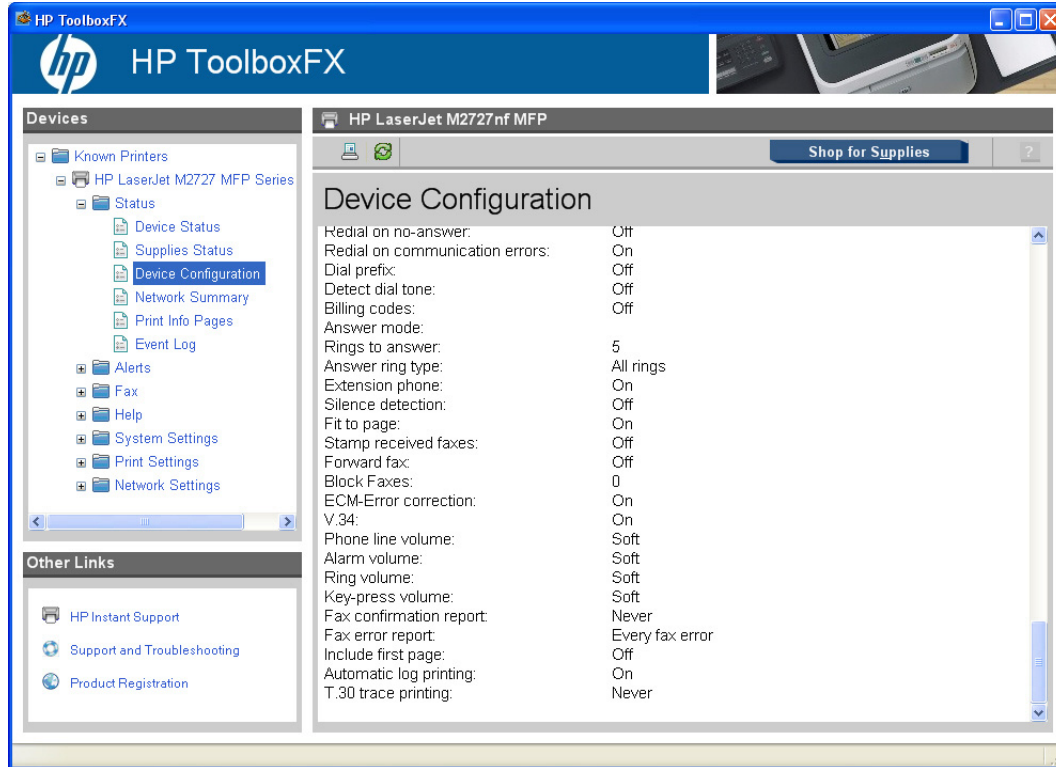 HP ToolboxFX
hp HP ToolboxFX
Devices
Known Printers
HP LaserJet M2727 MFP Series
Status
Device Status
Supplies Status
Device Configuration
Network Summary
Print Info Pages
Event Log
Alerts
Fax
Help
System Settings
Print Settings
Network Settings
Other Links
HP Instant Support
Support and Troubleshooting
Product Registration
HP LaserJet M2727nf MFP
Shop for Supplies ?
Device Configuration
Redial on no-answer: Off
Redial on communication errors: On
Dial prefix: Off
Detect dial tone: Off
Billing codes: Off
Answer mode:
Rings to answer: 5
Answer ring type: All rings
Extension phone: On
Silence detection: Off
Fit to page: On
Stamp received faxes: Off
Forward fax: Off
Block Faxes: 0
ECM-Error correction: On
V.34: On
Phone line volume: Soft
Alarm volume: Soft
Ring volume: Soft
Key-press volume: Soft
Fax confirmation report: Never
Fax error report: Every fax error
Include first page: Off
Automatic log printing: On
T.30 trace printing: Never